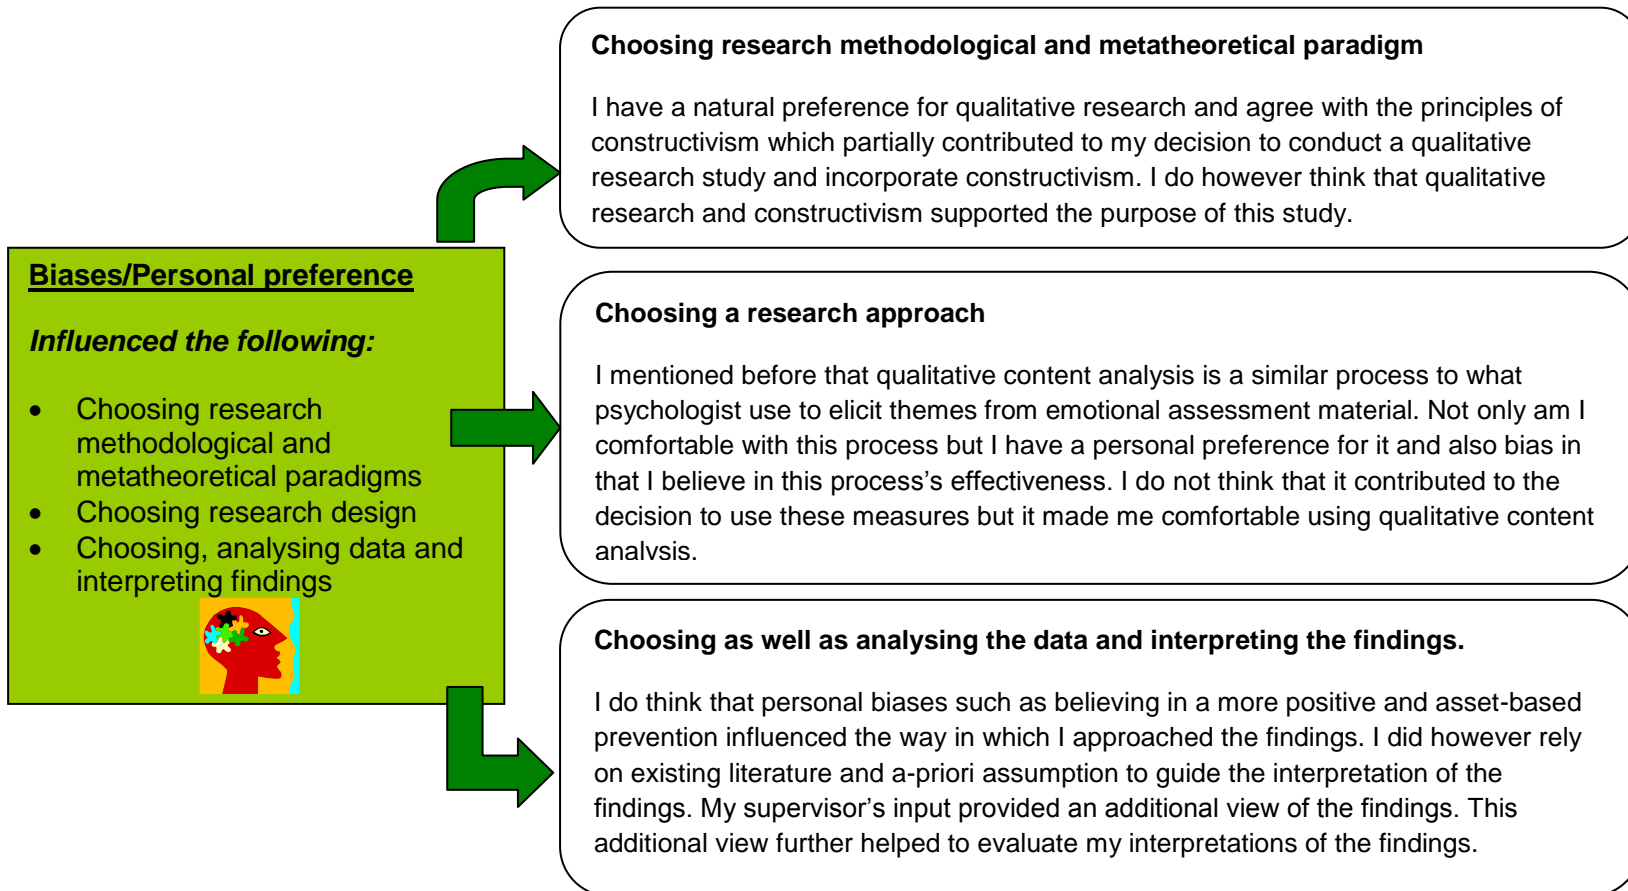 Choosing research methodological and metatheoretical paradigm
I have a natural preference for qualitative research and agree with the principles of
constructivism which partially contributed to my decision to conduct a qualitative
research study and incorporate constructivism. I do however think that qualitative
research and constructivism supported the purpose of this study.
Biases/Personal preference
Influenced the following:
• Choosing research
methodological and
metatheoretical paradigms
• Choosing research design
• Choosing, analysing data and
interpreting findings
Choosing a research approach
I mentioned before that qualitative content analysis is a similar process to what
psychologist use to elicit themes from emotional assessment material. Not only am I
comfortable with this process but I have a personal preference for it and also bias in
that I believe in this process's effectiveness. I do not think that it contributed to the
decision to use these measures but it made me comfortable using qualitative content
analysis.
Choosing as well as analysing the data and interpreting the findings.
I do think that personal biases such as believing in a more positive and asset-based
prevention influenced the way in which I approached the findings. I did however rely
on existing literature and a-priori assumption to guide the interpretation of the
findings. My supervisor's input provided an additional view of the findings. This
additional view further helped to evaluate my interpretations of the findings.